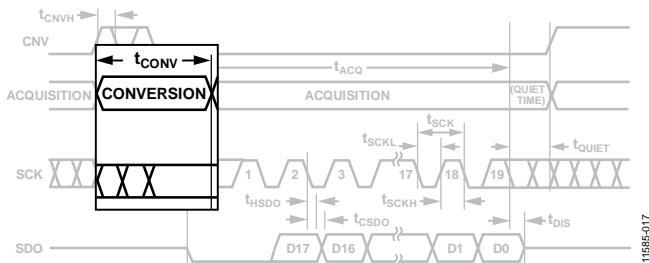 tCNVH
CNV
tCONV
tACQ
ACQUISITION
CONVERSION
ACQUISITION
(QUIET
TIME)
tSCK
tSCKL
tQUIET
SCK
1
2
3
17
18
19
tHSDO
tCSDO
tSCKH
tDIS
SDO
D17
D16
D1
D0
11585-017